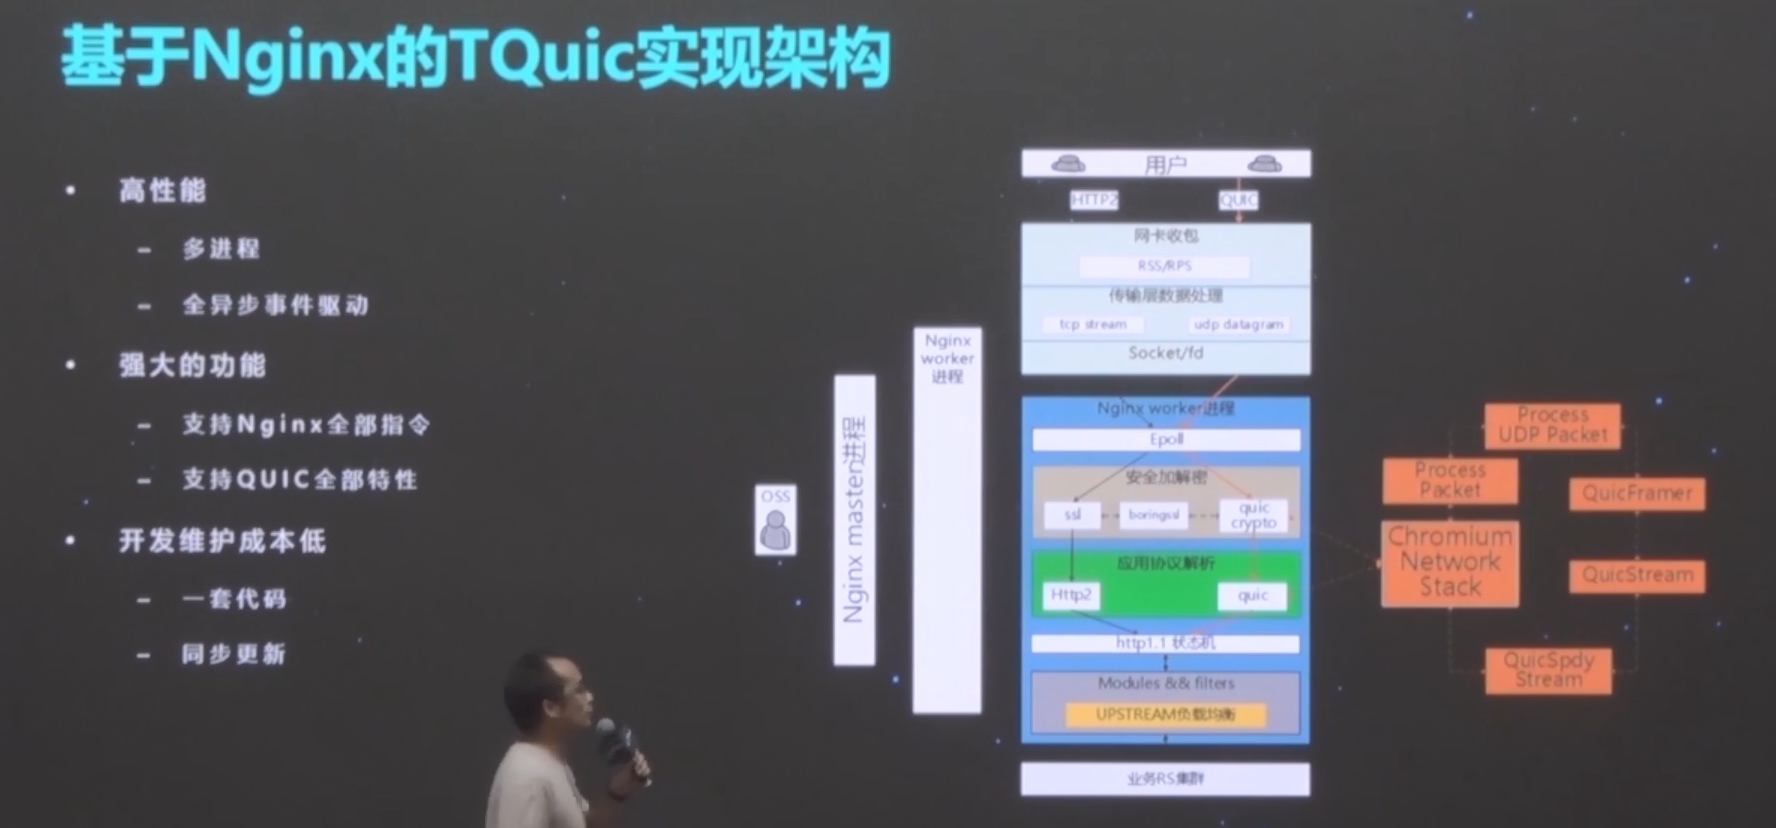 基于Nginx的TQuic实现架构
• 高性能
– 多进程
– 全异步事件驱动
• 强大的功能
– 支持Nginx全部指令
– 支持QUIC全部特性
• 开发维护成本低
– 一套代码
– 同步更新
OSS
Nginx master进程
Nginx
worker
进程
用户
HTTP2
QUIC
网卡收包
RSS/RPS
传输层数据处理
tcp stream
udp datagram
Socket/fd
Nginx worker进程
Epoll
安全加解密
ssl
boringssl
quic
crypto
应用协议解析
Http2
quic
http1.1 状态机
Modules && filters
UPSTREAM负载均衡
业务RS集群
Process
UDP Packet
Process
Packet
QuicFramer
Chromium
Network
Stack
QuicStream
QuicSpdy
Stream